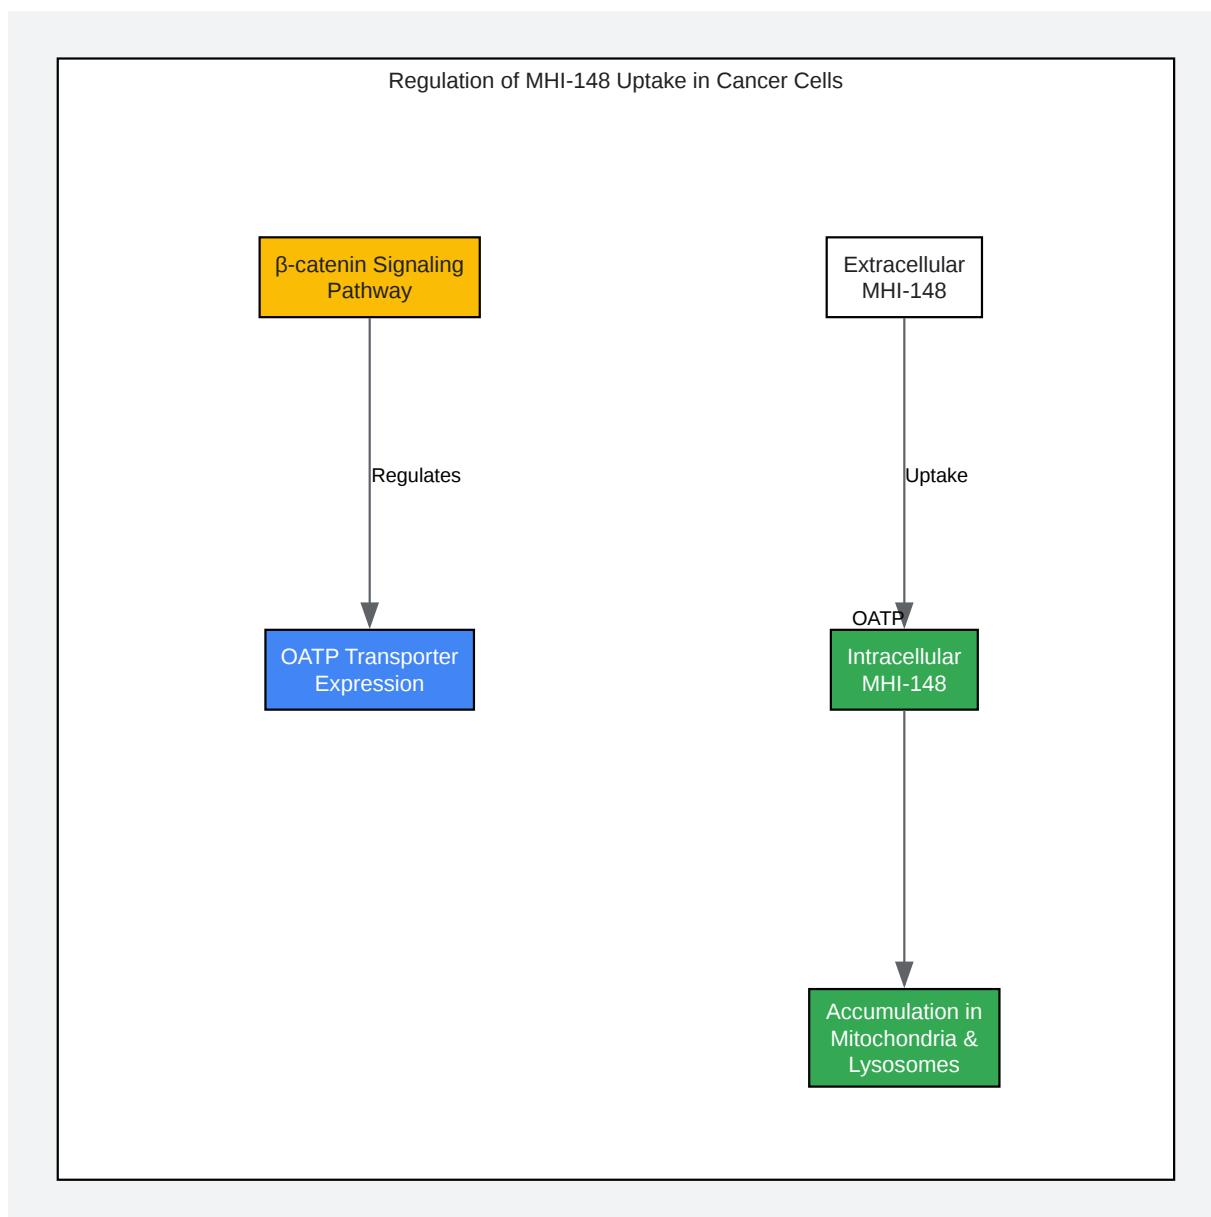 Regulation of MHI-148 Uptake in Cancer Cells
β-catenin Signaling
Pathway
Extracellular
MHI-148
Regulates
Uptake
OATP
OATP Transporter
Expression
Intracellular
MHI-148
Accumulation in
Mitochondria &
Lysosomes